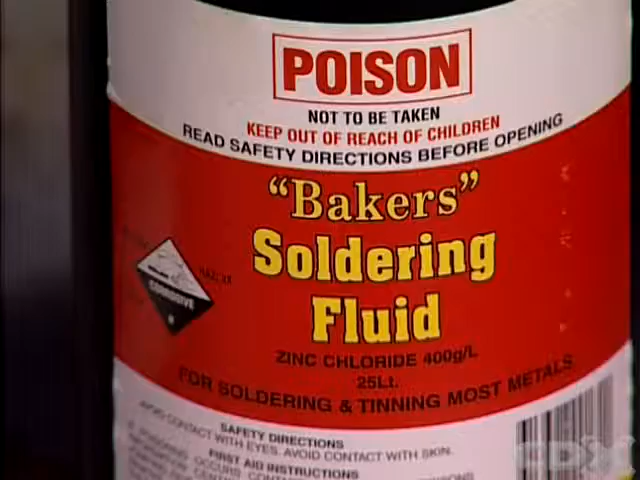 POISON
NOT TO BE TAKEN
KEEP OUT OF REACH OF CHILDREN
READ SAFETY DIRECTIONS BEFORE OPENING
"Bakers"
Soldering
Fluid
CORROSIVE
8
ZINC CHLORIDE 400g/L
25Lt.
FOR SOLDERING & TINNING MOST METALS
SAFETY DIRECTIONS
AVOID CONTACT WITH EYES. AVOID CONTACT WITH SKIN.
FIRST AID INSTRUCTIONS
IF POISONING OCCURS
CDX